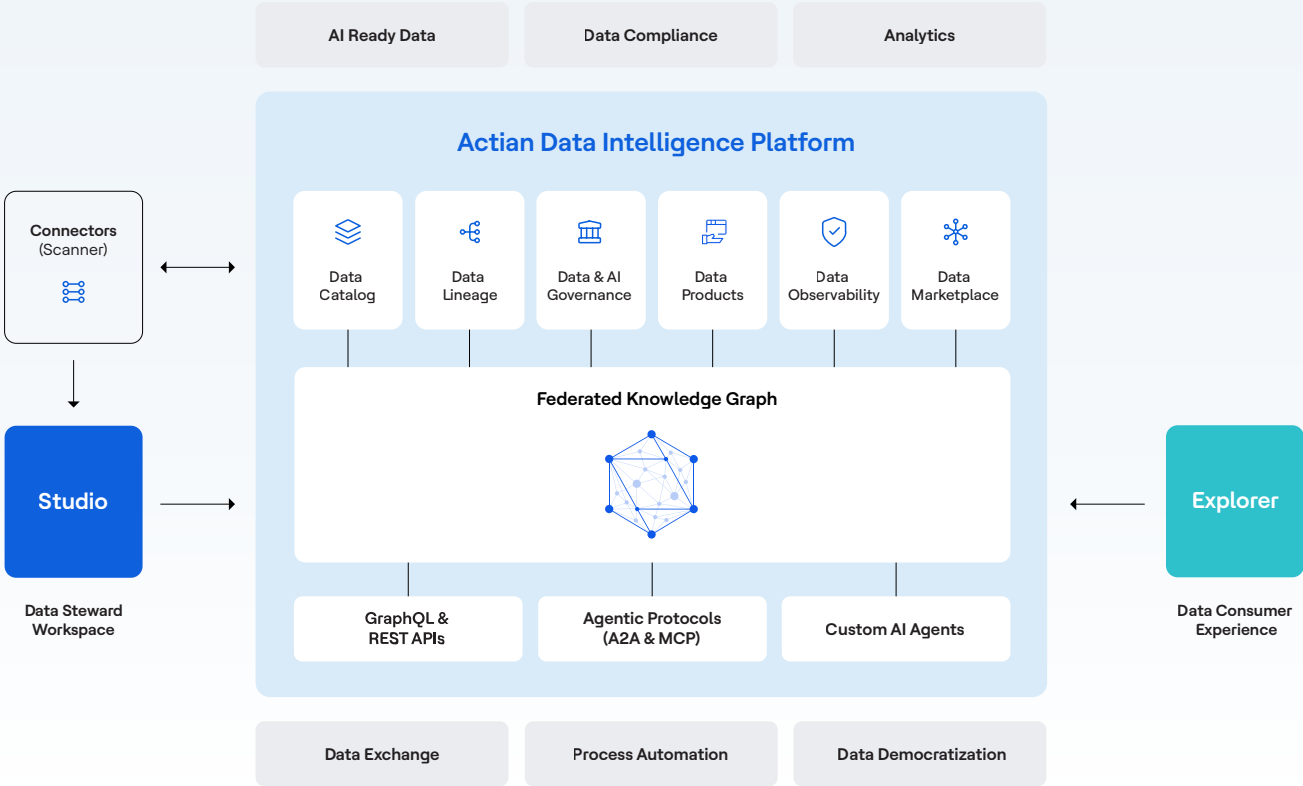 AI Ready Data
Data Compliance
Analytics
Actian Data Intelligence Platform
Connectors
(Scanner)
Data
Catalog
Data
Lineage
Data & AI
Governance
Data
Products
Data
Observability
Data
Marketplace
Federated Knowledge Graph
Studio
Data Steward
Workspace
Explorer
Data Consumer
Experience
GraphQL &
REST APIs
Agentic Protocols
(A2A & MCP)
Custom AI Agents
Data Exchange
Process Automation
Data Democratization